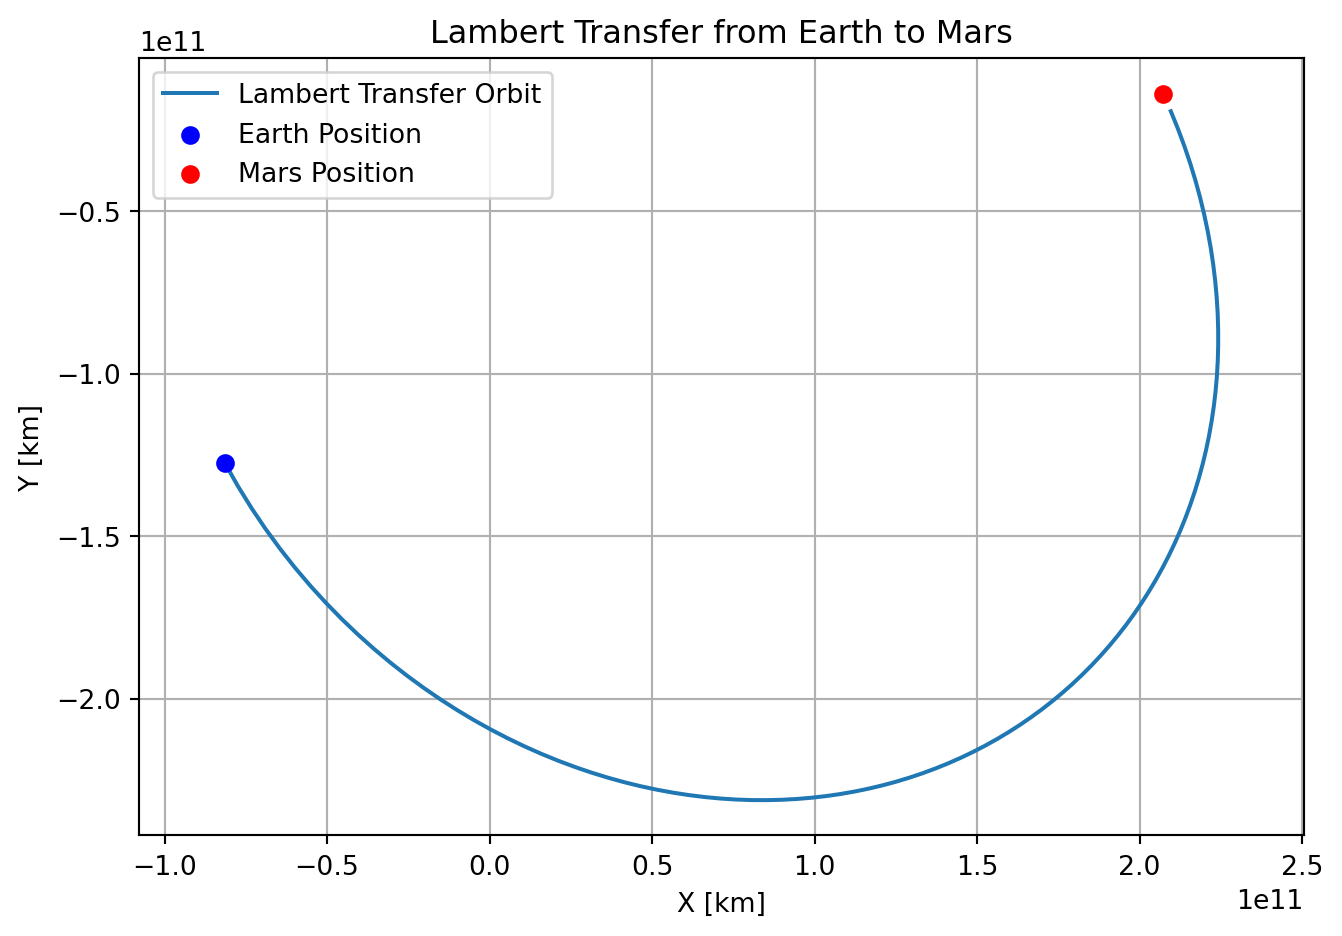 Lambert Transfer from Earth to Mars
1e11
Lambert Transfer Orbit
Earth Position
Mars Position
−0.5
−1.0
−1.5
−2.0
Y [km]
−1.0 −0.5 0.0 0.5 1.0 1.5 2.0 2.5
1e11
X [km]